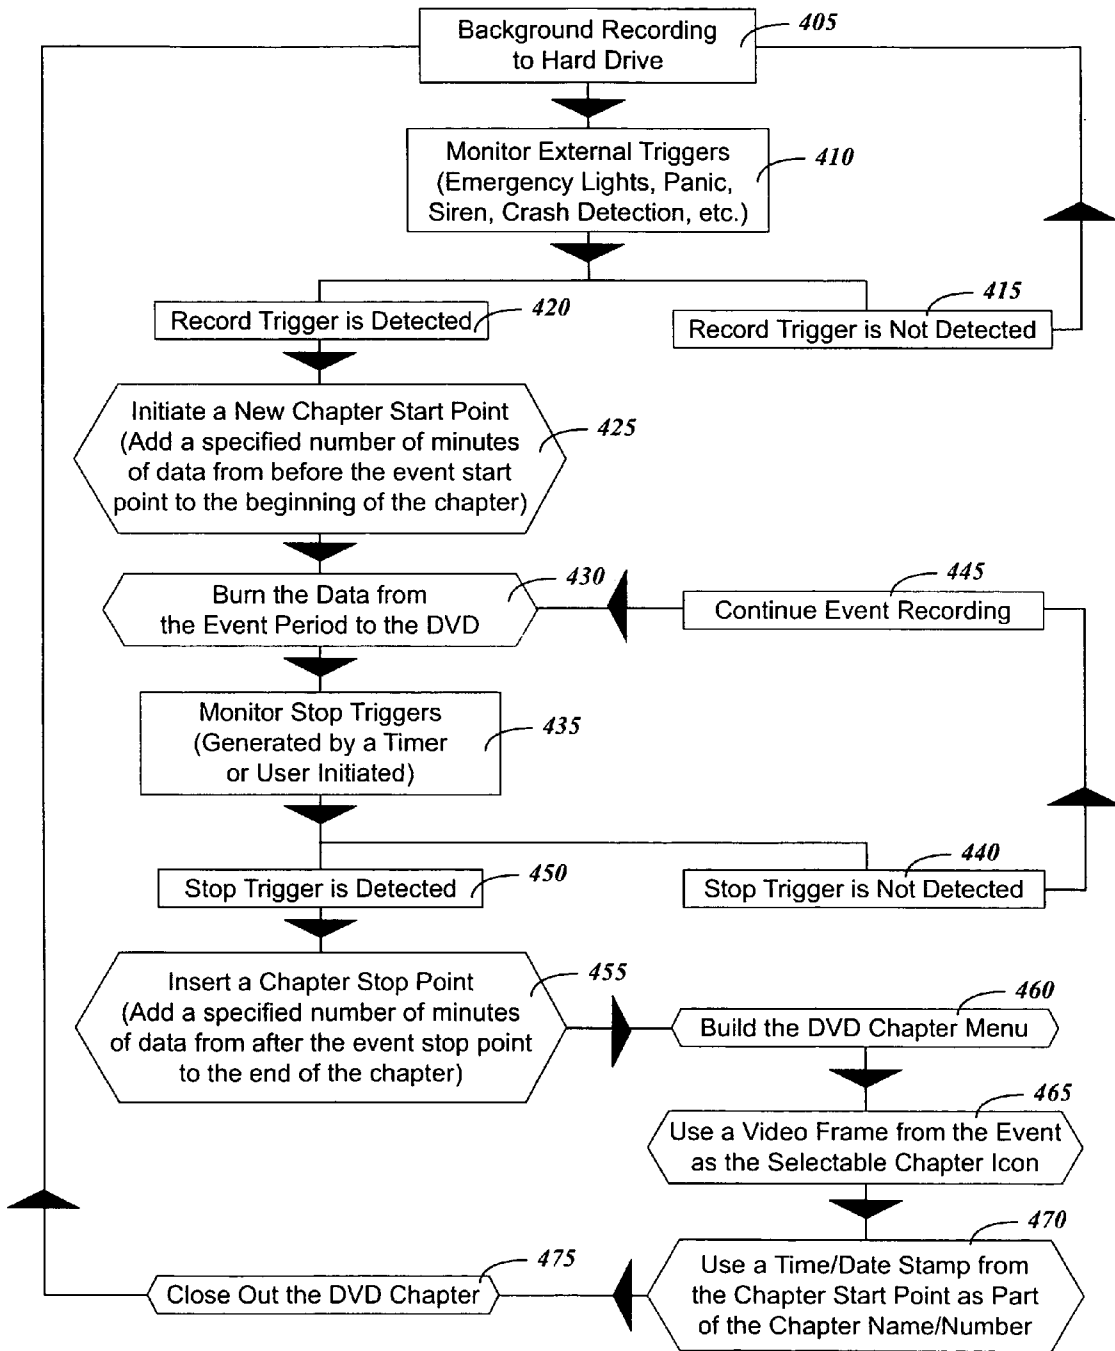 Background Recording
to Hard Drive
405
Monitor External Triggers
(Emergency Lights, Panic,
Siren, Crash Detection, etc.)
410
Record Trigger is Detected
420
Record Trigger is Not Detected
415
Initiate a New Chapter Start Point
(Add a specified number of minutes
of data from before the event start
point to the beginning of the chapter)
425
Burn the Data from
the Event Period to the DVD
430
Continue Event Recording
445
Monitor Stop Triggers
(Generated by a Timer
or User Initiated)
435
Stop Trigger is Detected
450
Stop Trigger is Not Detected
440
Insert a Chapter Stop Point
(Add a specified number of minutes
of data from after the event stop point
to the end of the chapter)
455
Build the DVD Chapter Menu
460
Use a Video Frame from the Event
as the Selectable Chapter Icon
465
Use a Time/Date Stamp from
the Chapter Start Point as Part
of the Chapter Name/Number
470
Close Out the DVD Chapter
475